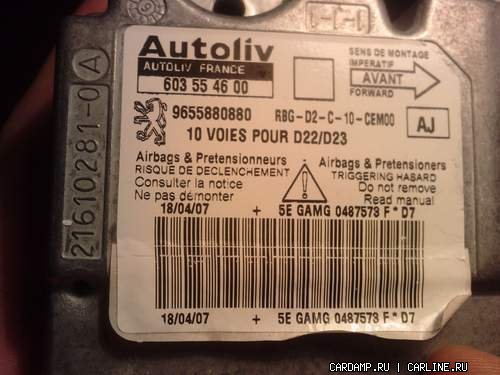 Autoliv
AUTOLIV FRANCE
603 55 46 00
SENS DE MONTAGE
IMPERATIF
AVANT
FORWARD
9655880880
RBG-D2-C-10-CEM00
AJ
10 VOIES POUR D22/D23
Airbags & Pretensionneurs
RISQUE DE DECLENCHEMENT
Consulter la notice
Ne pas démonter
Airbags & Pretensioners
TRIGGERING HASARD
Do not remove
Read manual
18/04/07 + 5E GAMG 0487573 F * D7
18/04/07 + 5E GAMG 0487573 F * D7
21610281-0 A
CARDAMP.RU | CARLINE.RU